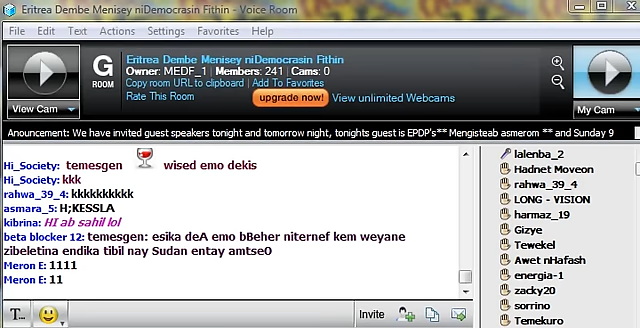 Eritrea Dembe Menisey niDemocrasin Fithin - Voice Room
File Edit Text Actions Settings Favorites Help
G ROOM
Eritrea Dembe Menisey niDemocrasin Fithin
Owner: MEDF_1 | Members: 241 | Cams: 0
Copy room URL to clipboard | Add To Favorites
Rate This Room
upgrade now!
View unlimited Webcams
View Cam
My Cam
Anouncement: We have invited guest speakers tonight and tomorrow night, tonights guest is EPDP's** Mengisteab asmerom ** and Sunday 9
Hi_Society: temesgen wised emo dekis
Hi_Society: kkk
rahwa_39_4: kkkkkkkkkk
asmara_5: H;KESSLA
kibrina: HI ab sahil lol
beta blocker 12: temesgen: esika deA emo bBeher niternef kem weyane
zibeletina endika tibil nay Sudan entay amtse0
Meron E: 1111
Meron E: 11
T...
Invite
lalenba_2
Hadnet Moveon
rahwa_39_4
LONG - VISION
harmaz_19
Gizye
Tewekel
Awet nHafash
energia-1
zacky20
sorrino
Temekuro